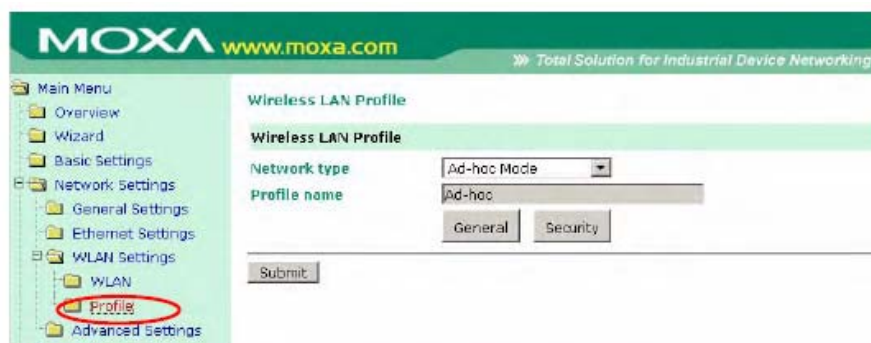 MOXA www.moxa.com
Total Solution for Industrial Device Networking
Main Menu
Overview
Wizard
Basic Settings
Network Settings
General Settings
Ethernet Settings
WLAN Settings
WLAN
Profile
Advanced Settings
Wireless LAN Profile
Wireless LAN Profile
Network type Ad-hoc Mode
Profile name Ad-hoc
General Security
Submit